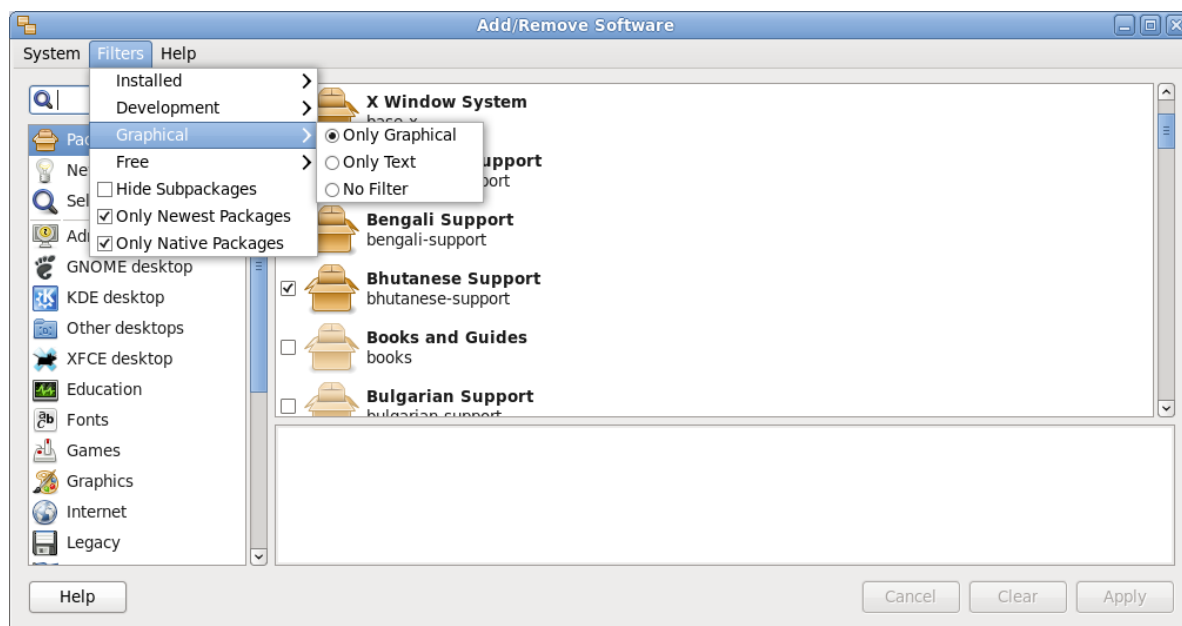 Add/Remove Software
System Filters Help
Installed
Development
Graphical
Free
Hide Subpackages
Only Newest Packages
Only Native Packages
Only Graphical
Only Text
No Filter
GNOME desktop
KDE desktop
Other desktops
XFCE desktop
Education
Fonts
Games
Graphics
Internet
Legacy
X Window System
base-x
Bengali Support
bengali-support
Bhutanese Support
bhutanese-support
Books and Guides
books
Bulgarian Support
bulgarian-support
Help
Cancel Clear Apply